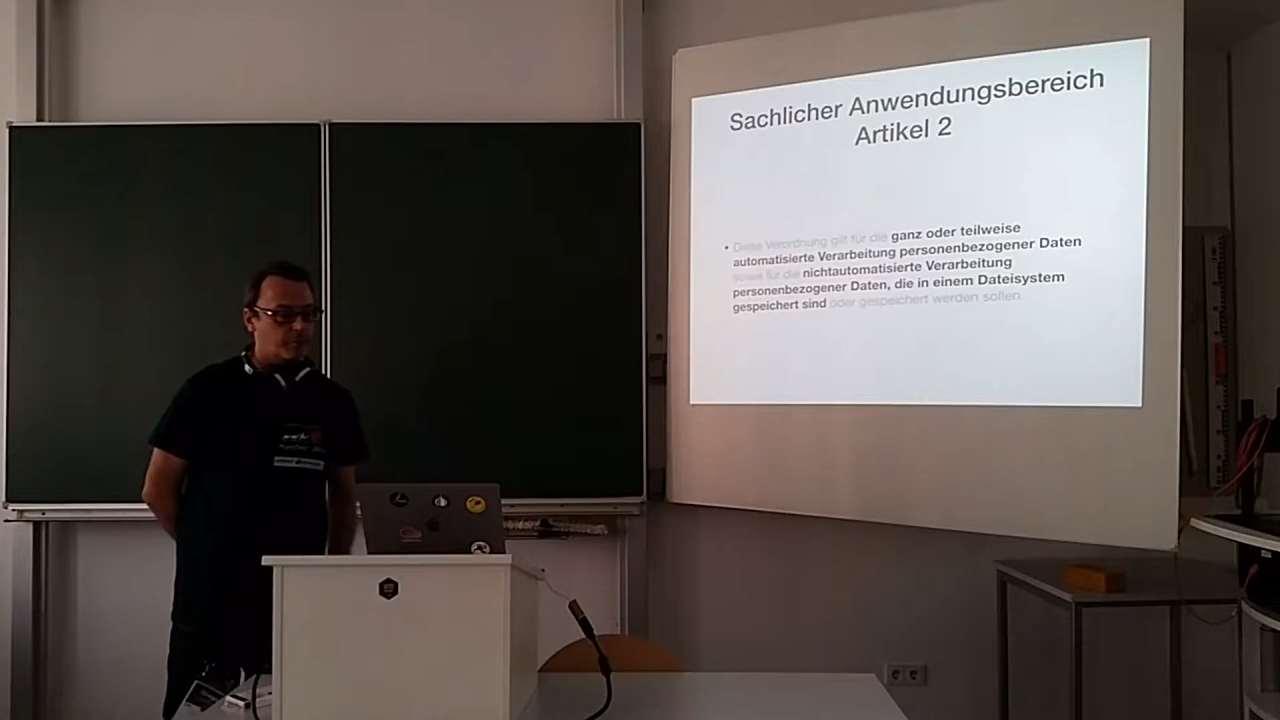 Sachlicher Anwendungsbereich
Artikel 2
• Diese Verordnung gilt für die ganz oder teilweise
automatisierte Verarbeitung personenbezogener Daten
sowie für die nichtautomatisierte Verarbeitung
personenbezogener Daten, die in einem Dateisystem
gespeichert sind oder gespeichert werden sollen.